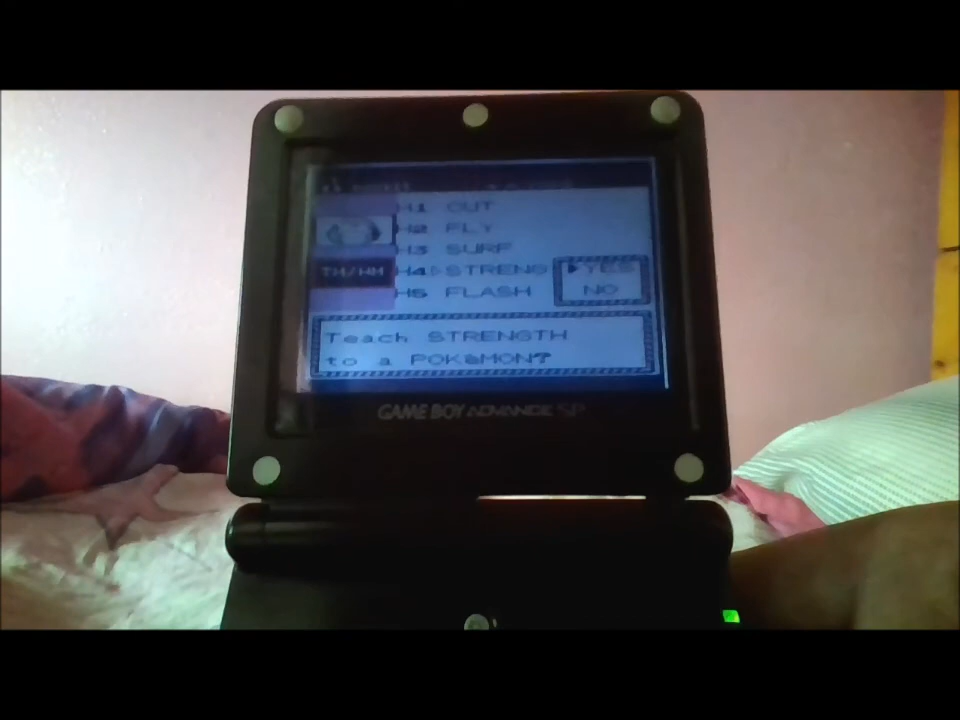 H1 CUT
H2 FLY
H3 SURF
TM/HM
H4 STRENG
YES
H5 FLASH
NO
Teach STRENGTH
to a POKéMON?
GAME BOY ADVANCE SP